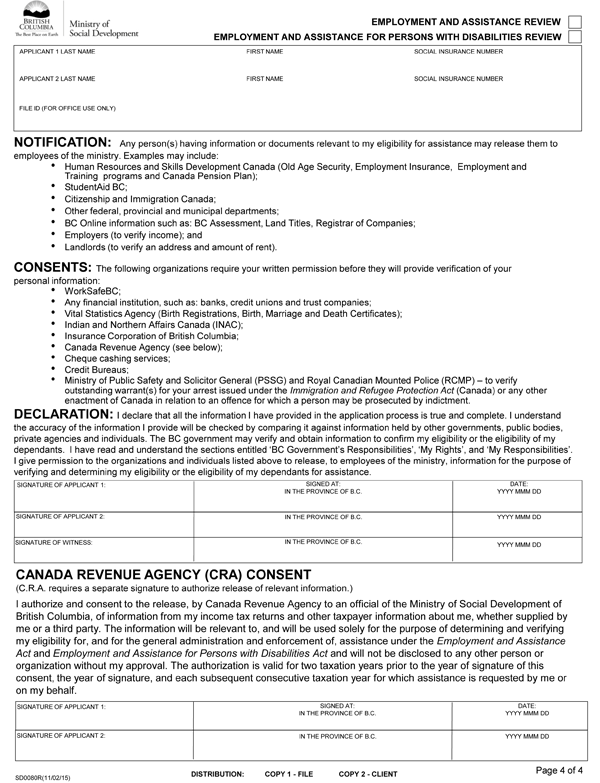 BRITISH
COLUMBIA
The Best Place on Earth
Ministry of
Social Development
EMPLOYMENT AND ASSISTANCE REVIEW
EMPLOYMENT AND ASSISTANCE FOR PERSONS WITH DISABILITIES REVIEW
APPLICANT 1 LAST NAME FIRST NAME SOCIAL INSURANCE NUMBER
APPLICANT 2 LAST NAME FIRST NAME SOCIAL INSURANCE NUMBER
FILE ID (FOR OFFICE USE ONLY)
NOTIFICATION: Any person(s) having information or documents relevant to my eligibility for assistance may release them to
employees of the ministry. Examples may include:
• Human Resources and Skills Development Canada (Old Age Security, Employment Insurance, Employment and
Training programs and Canada Pension Plan);
• StudentAid BC;
• Citizenship and Immigration Canada;
• Other federal, provincial and municipal departments;
• BC Online information such as: BC Assessment, Land Titles, Registrar of Companies;
• Employers (to verify income); and
• Landlords (to verify an address and amount of rent).
CONSENTS: The following organizations require your written permission before they will provide verification of your
personal information:
• WorkSafeBC;
• Any financial institution, such as: banks, credit unions and trust companies;
• Vital Statistics Agency (Birth Registrations, Birth, Marriage and Death Certificates);
• Indian and Northern Affairs Canada (INAC);
• Insurance Corporation of British Columbia;
• Canada Revenue Agency (see below);
• Cheque cashing services;
• Credit Bureaus;
• Ministry of Public Safety and Solicitor General (PSSG) and Royal Canadian Mounted Police (RCMP) – to verify
outstanding warrant(s) for your arrest issued under the Immigration and Refugee Protection Act (Canada) or any other
enactment of Canada in relation to an offence for which a person may be prosecuted by indictment.
DECLARATION: I declare that all the information I have provided in the application process is true and complete. I understand
the accuracy of the information I provide will be checked by comparing it against information held by other governments, public bodies,
private agencies and individuals. The BC government may verify and obtain information to confirm my eligibility or the eligibility of my
dependants. I have read and understand the sections entitled 'BC Government's Responsibilities', 'My Rights', and 'My Responsibilities'.
I give permission to the organizations and individuals listed above to release, to employees of the ministry, information for the purpose of
verifying and determining my eligibility or the eligibility of my dependants for assistance.
SIGNATURE OF APPLICANT 1: SIGNED AT: DATE:
IN THE PROVINCE OF B.C. YYYY MMM DD
SIGNATURE OF APPLICANT 2: IN THE PROVINCE OF B.C. YYYY MMM DD
SIGNATURE OF WITNESS: IN THE PROVINCE OF B.C. YYYY MMM DD
CANADA REVENUE AGENCY (CRA) CONSENT
(C.R.A. requires a separate signature to authorize release of relevant information.)
I authorize and consent to the release, by Canada Revenue Agency to an official of the Ministry of Social Development of
British Columbia, of information from my income tax returns and other taxpayer information about me, whether supplied by
me or a third party. The information will be relevant to, and will be used solely for the purpose of determining and verifying
my eligibility for, and for the general administration and enforcement of, assistance under the Employment and Assistance
Act and Employment and Assistance for Persons with Disabilities Act and will not be disclosed to any other person or
organization without my approval. The authorization is valid for two taxation years prior to the year of signature of this
consent, the year of signature, and each subsequent consecutive taxation year for which assistance is requested by me or
on my behalf.
SIGNATURE OF APPLICANT 1: SIGNED AT: DATE:
IN THE PROVINCE OF B.C. YYYY MMM DD
SIGNATURE OF APPLICANT 2: IN THE PROVINCE OF B.C. YYYY MMM DD
SD0080R(11/02/15) DISTRIBUTION: COPY 1 - FILE COPY 2 - CLIENT Page 4 of 4